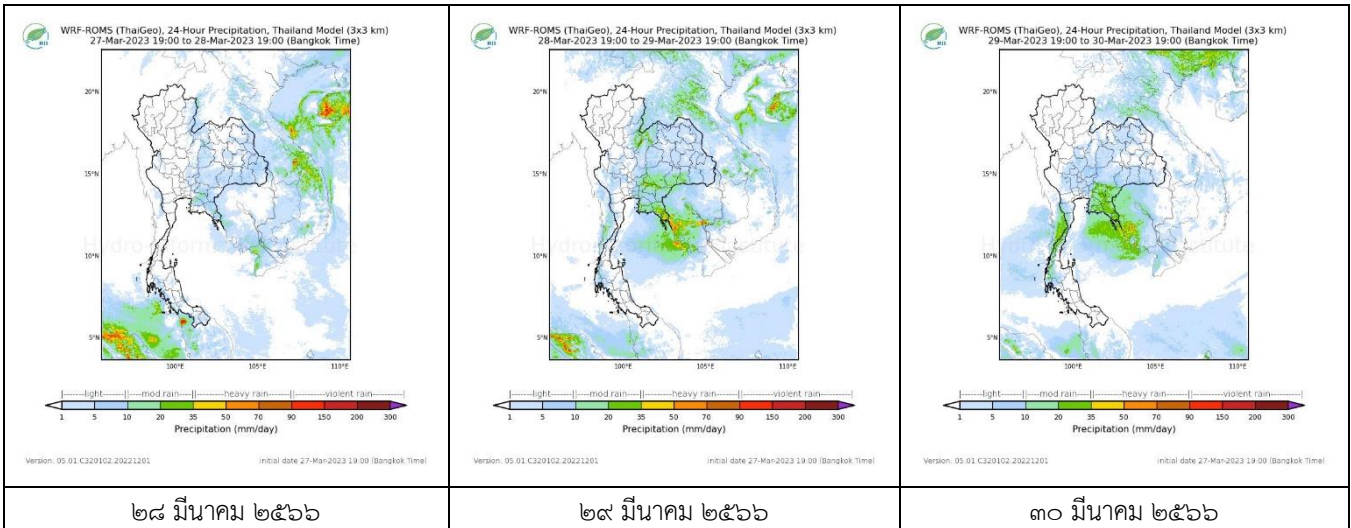 WRF-ROMS (ThaiGeo), 24-Hour Precipitation, Thailand Model (3x3 km)
27-Mar-2023 19:00 to 28-Mar-2023 19:00 (Bangkok Time)
20°N
15°N
10°N
5°N
100°E 105°E 110°E
light mod rain heavy rain violent rain
1 5 10 20 35 50 70 90 150 200 300
Precipitation (mm/day)
Version: 05.01.C320102.20221201 initial date 27-Mar-2023 19:00 (Bangkok Time)
๒๘ มีนาคม ๒๕๖๖
WRF-ROMS (ThaiGeo), 24-Hour Precipitation, Thailand Model (3x3 km)
28-Mar-2023 19:00 to 29-Mar-2023 19:00 (Bangkok Time)
20°N
15°N
10°N
5°N
100°E 105°E 110°E
light mod rain heavy rain violent rain
1 5 10 20 35 50 70 90 150 200 300
Precipitation (mm/day)
Version: 05.01.C320102.20221201 initial date 27-Mar-2023 19:00 (Bangkok Time)
๒๙ มีนาคม ๒๕๖๖
WRF-ROMS (ThaiGeo), 24-Hour Precipitation, Thailand Model (3x3 km)
29-Mar-2023 19:00 to 30-Mar-2023 19:00 (Bangkok Time)
20°N
15°N
10°N
5°N
100°E 105°E 110°E
light mod rain heavy rain violent rain
1 5 10 20 35 50 70 90 150 200 300
Precipitation (mm/day)
Version: 05.01.C320102.20221201 initial date 27-Mar-2023 19:00 (Bangkok Time)
๓๐ มีนาคม ๒๕๖๖